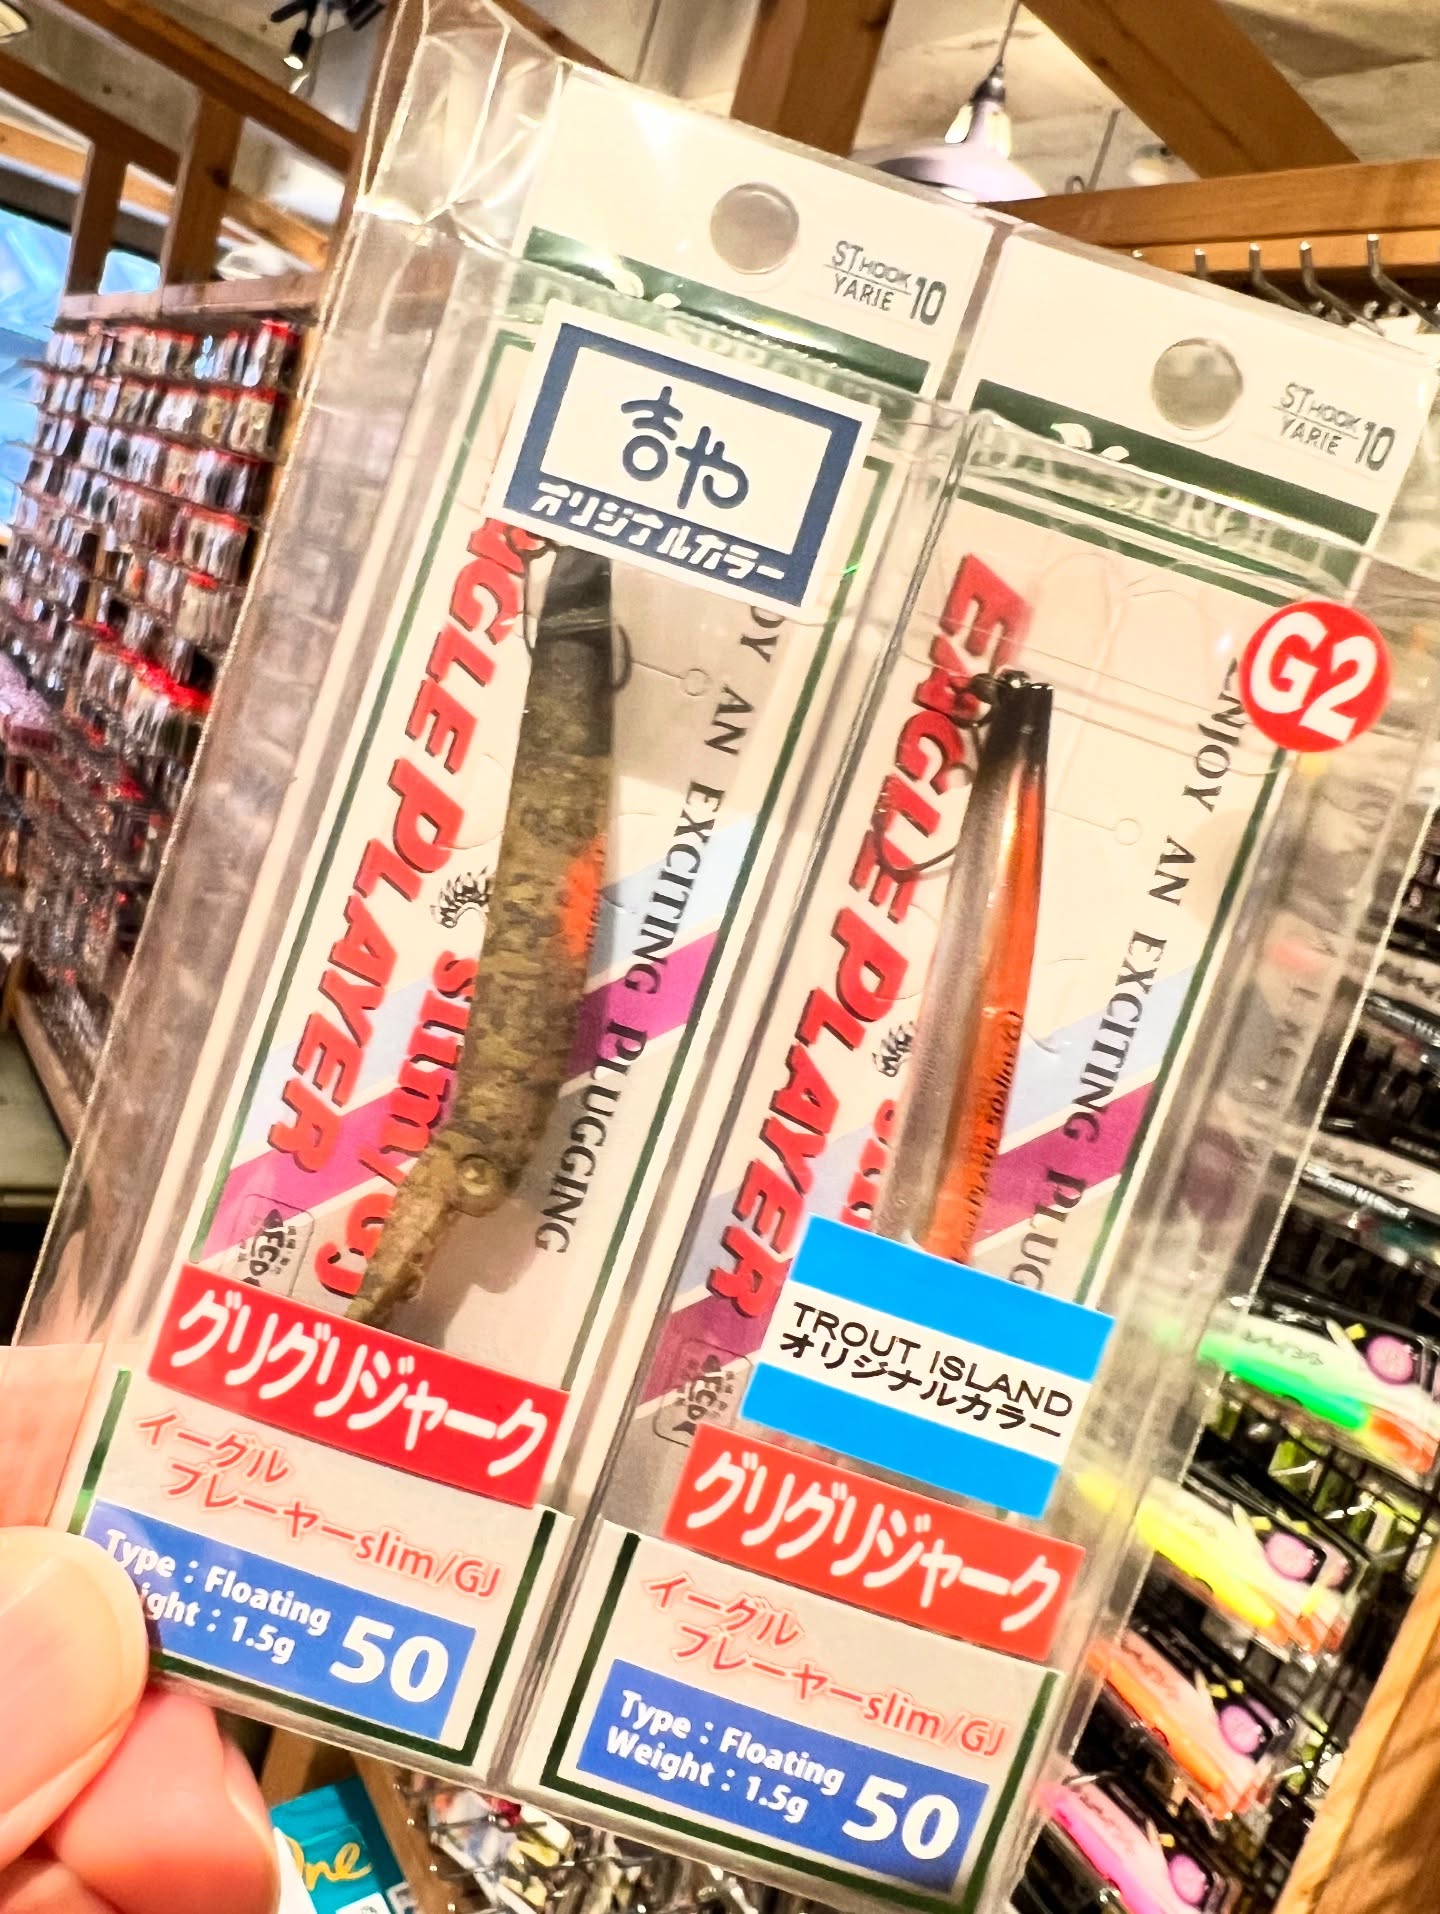 ST HOOK
YARIE 10
吉や
オリジナルカラー
EAGLE PLAYER
slim/GJ
ENJOY AN EXCITING PLUGGING
グリグリジャーク
イーグル
プレーヤーslim/GJ
Type：Floating
Weight：1.5g
50
ST HOOK
YARIE 10
G2
EAGLE PLAYER
ENJOY AN EXCITING PLUG
TROUT ISLAND
オリジナルカラー
グリグリジャーク
イーグル
プレーヤーslim/GJ
Type：Floating
Weight：1.5g
50